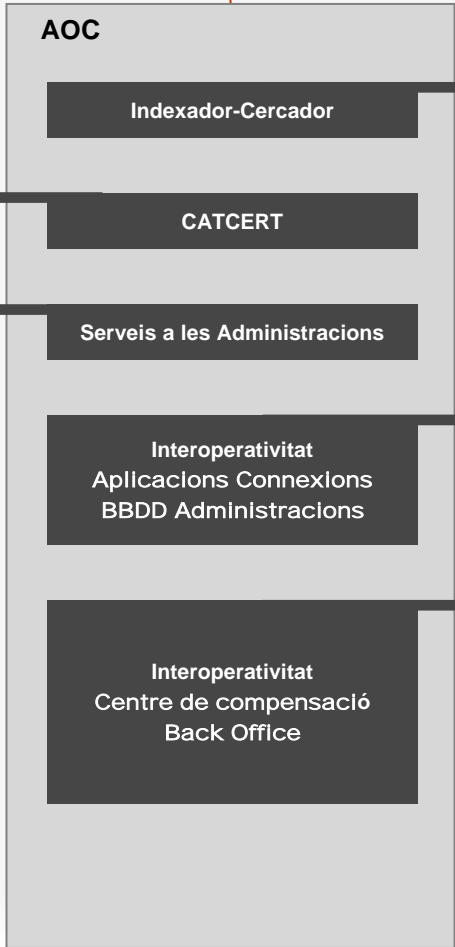 AOC
Indexador-Cercador
CATCERT
Serveis a les Administracions
Interoperativitat
Aplicacions Connexions
BBDD Administracions
Interoperativitat
Centre de compensació
Back Office